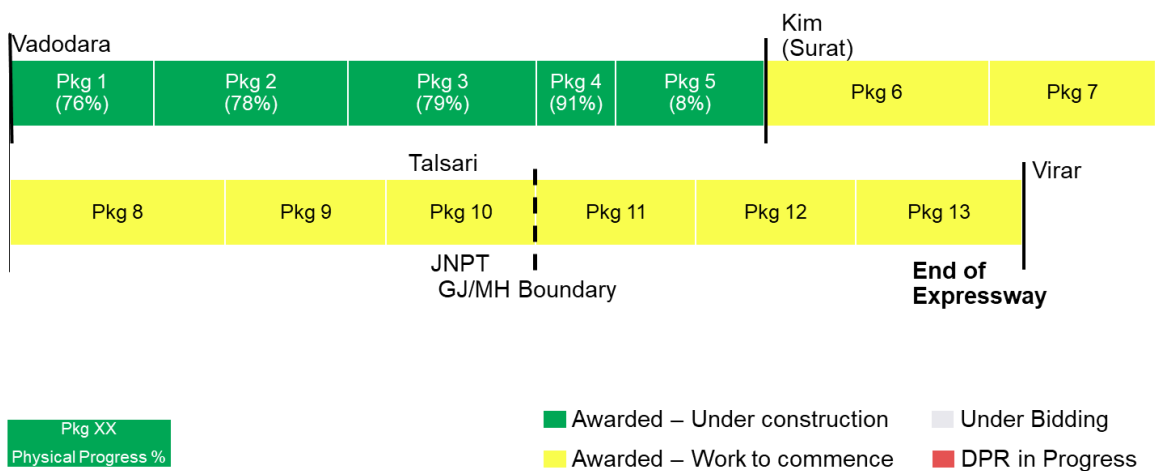 Vadodara
Kim
(Surat)
Pkg 1
(76%)
Pkg 2
(78%)
Pkg 3
(79%)
Pkg 4
(91%)
Pkg 5
(8%)
Pkg 6
Pkg 7
Talsari
Virar
Pkg 8
Pkg 9
Pkg 10
Pkg 11
Pkg 12
Pkg 13
JNPT
GJ/MH Boundary
End of
Expressway
Pkg XX
Physical Progress %
Awarded – Under construction
Under Bidding
Awarded – Work to commence
DPR in Progress